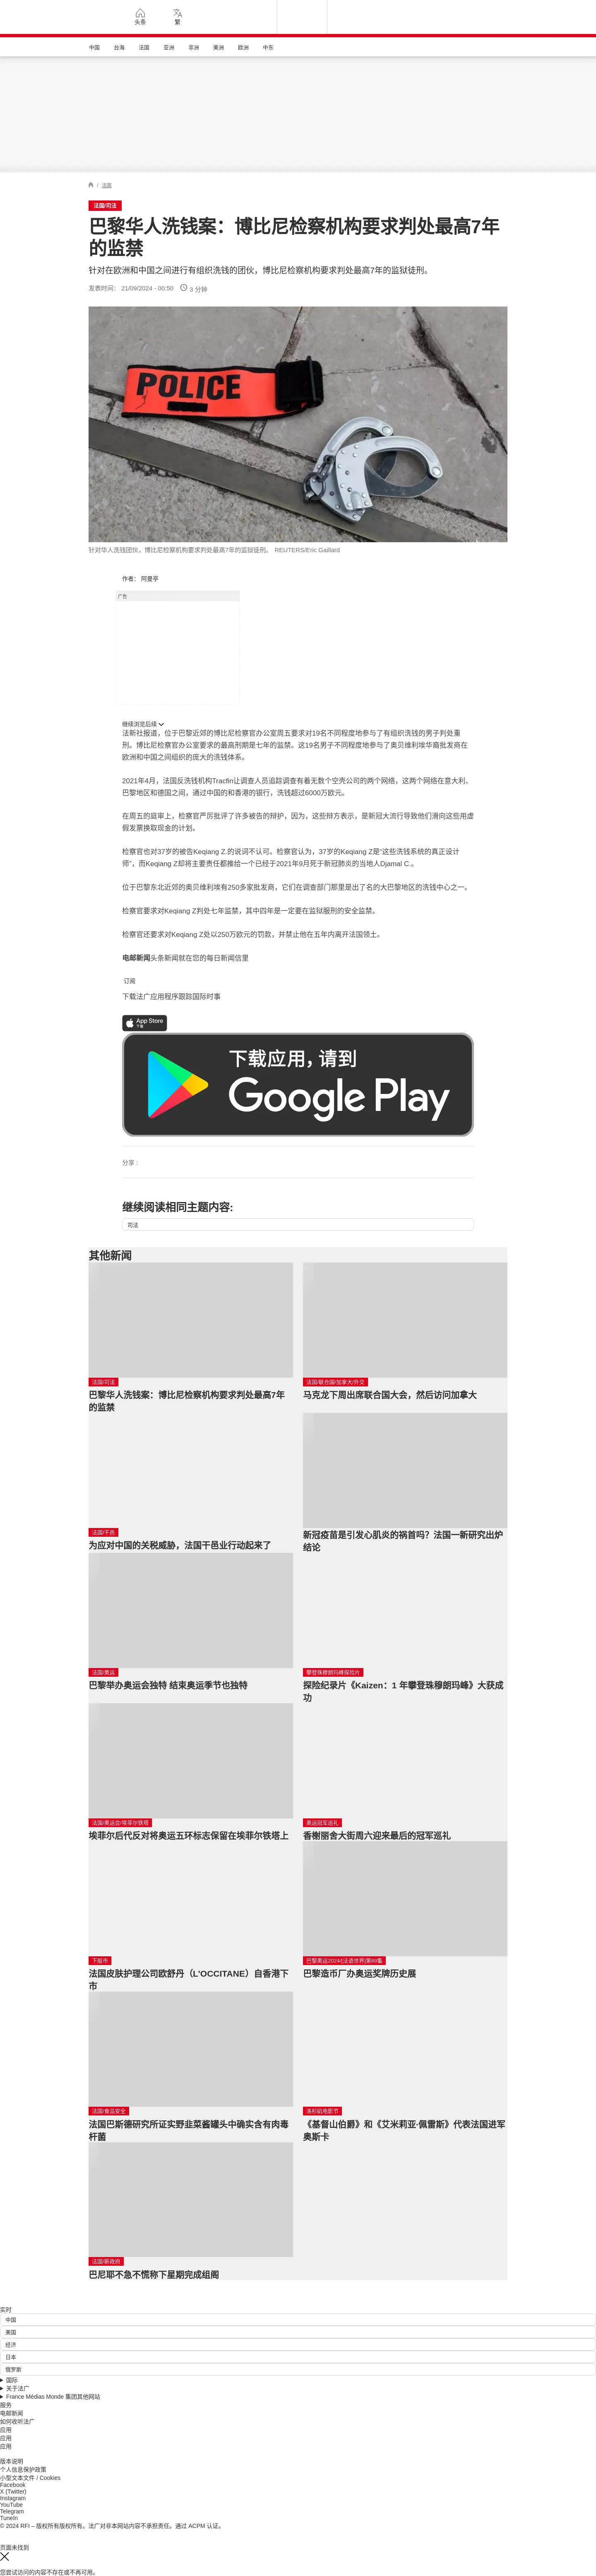 头条
繁
中国
台海
法国
亚洲
非洲
美洲
欧洲
中东
/ 法国
法国/司法
巴黎华人洗钱案：博比尼检察机构要求判处最高7年
的监禁
针对在欧洲和中国之间进行有组织洗钱的团伙，博比尼检察机构要求判处最高7年的监狱徒刑。
发表时间： 21/09/2024 - 00:50 3 分钟
POLICE
针对华人洗钱团伙，博比尼检察机构要求判处最高7年的监狱徒刑。 REUTERS/Eric Gaillard
作者： 阿曼亭
广告
继续浏览后续
法新社报道，位于巴黎近郊的博比尼检察官办公室周五要求对19名不同程度地参与了有组织洗钱的男子判处重
刑。博比尼检察官办公室要求的最高刑期是七年的监禁。这19名男子不同程度地参与了奥贝维利埃华裔批发商在
欧洲和中国之间组织的庞大的洗钱体系。
2021年4月，法国反洗钱机构Tracfin让调查人员追踪调查有着无数个空壳公司的两个网络，这两个网络在意大利、
巴黎地区和德国之间，通过中国的和香港的银行，洗钱超过6000万欧元。
在周五的庭审上，检察官严厉批评了许多被告的辩护，因为，这些辩方表示，是新冠大流行导致他们滑向这些用虚
假发票换取现金的计划。
检察官也对37岁的被告Keqiang Z.的说词不认可。检察官认为，37岁的Keqiang Z是“这些洗钱系统的真正设计
师”，而Keqiang Z却将主要责任都推给一个已经于2021年9月死于新冠肺炎的当地人Djamal C.。
位于巴黎东北近郊的奥贝维利埃有250多家批发商，它们在调查部门那里是出了名的大巴黎地区的洗钱中心之一。
检察官要求对Keqiang Z判处七年监禁，其中四年是一定要在监狱服刑的安全监禁。
检察官还要求对Keqiang Z处以250万欧元的罚款，并禁止他在五年内离开法国领土。
电邮新闻头条新闻就在您的每日新闻信里
订阅
下载法广应用程序跟踪国际时事
App Store
下载
下载应用，请到
Google Play
分享 :
继续阅读相同主题内容:
司法
其他新闻
法国/司法
巴黎华人洗钱案：博比尼检察机构要求判处最高7年
的监禁
法国/联合国/加拿大/外交
马克龙下周出席联合国大会，然后访问加拿大
法国/干邑
为应对中国的关税威胁，法国干邑业行动起来了
新冠疫苗是引发心肌炎的祸首吗？法国一新研究出炉
结论
法国/奥运
巴黎举办奥运会独特 结束奥运季节也独特
攀登珠穆朗玛峰探险片
探险纪录片《Kaizen：1 年攀登珠穆朗玛峰》大获成
功
法国/奥运会/埃菲尔铁塔
埃菲尔后代反对将奥运五环标志保留在埃菲尔铁塔上
奥运冠军巡礼
香榭丽舍大街周六迎来最后的冠军巡礼
下股市
法国皮肤护理公司欧舒丹（L'OCCITANE）自香港下
市
巴黎奥运2024/[法语世界]第89集
巴黎造币厂办奥运奖牌历史展
法国/食品安全
法国巴斯德研究所证实野韭菜酱罐头中确实含有肉毒
杆菌
洛杉矶电影节
《基督山伯爵》和《艾米莉亚·佩雷斯》代表法国进军
奥斯卡
法国/新政府
巴尼耶不急不慌称下星期完成组阁
实时
中国
美国
经济
日本
俄罗斯
国际
关于法广
France Médias Monde 集团其他网站
服务
电邮新闻
如何收听法广
应用
应用
应用
版本说明
个人信息保护政策
小型文本文件 / Cookies
Facebook
X (Twitter)
Instagram
YouTube
Telegram
TuneIn
© 2024 RFI – 版权所有版权所有。法广对非本网站内容不承担责任。通过 ACPM 认证。
页面未找到
您尝试访问的内容不存在或不再可用。